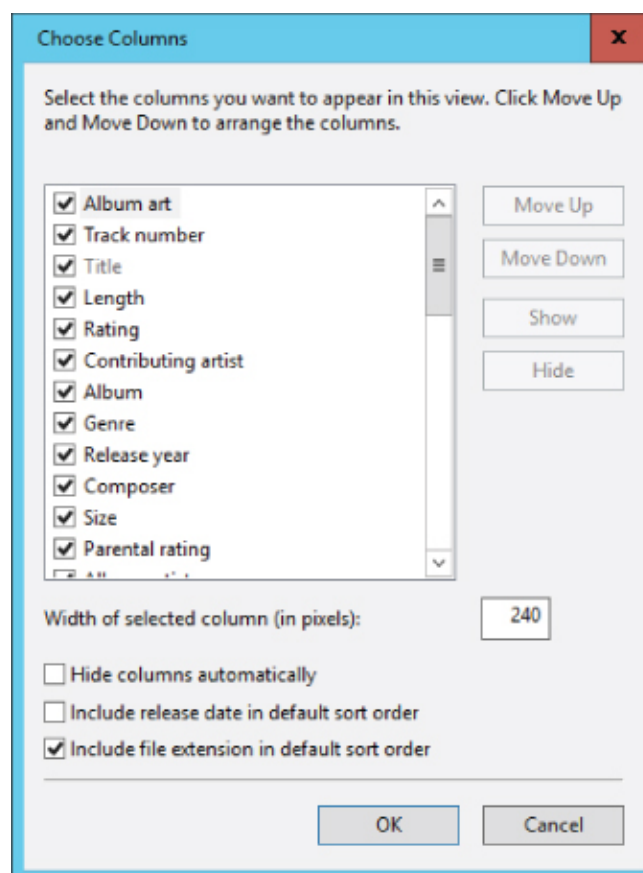 Choose Columns
x
Select the columns you want to appear in this view. Click Move Up
and Move Down to arrange the columns.
Album art
Track number
Title
Length
Rating
Contributing artist
Album
Genre
Release year
Composer
Size
Parental rating
Move Up
Move Down
Show
Hide
Width of selected column (in pixels):
240
Hide columns automatically
Include release date in default sort order
Include file extension in default sort order
OK
Cancel